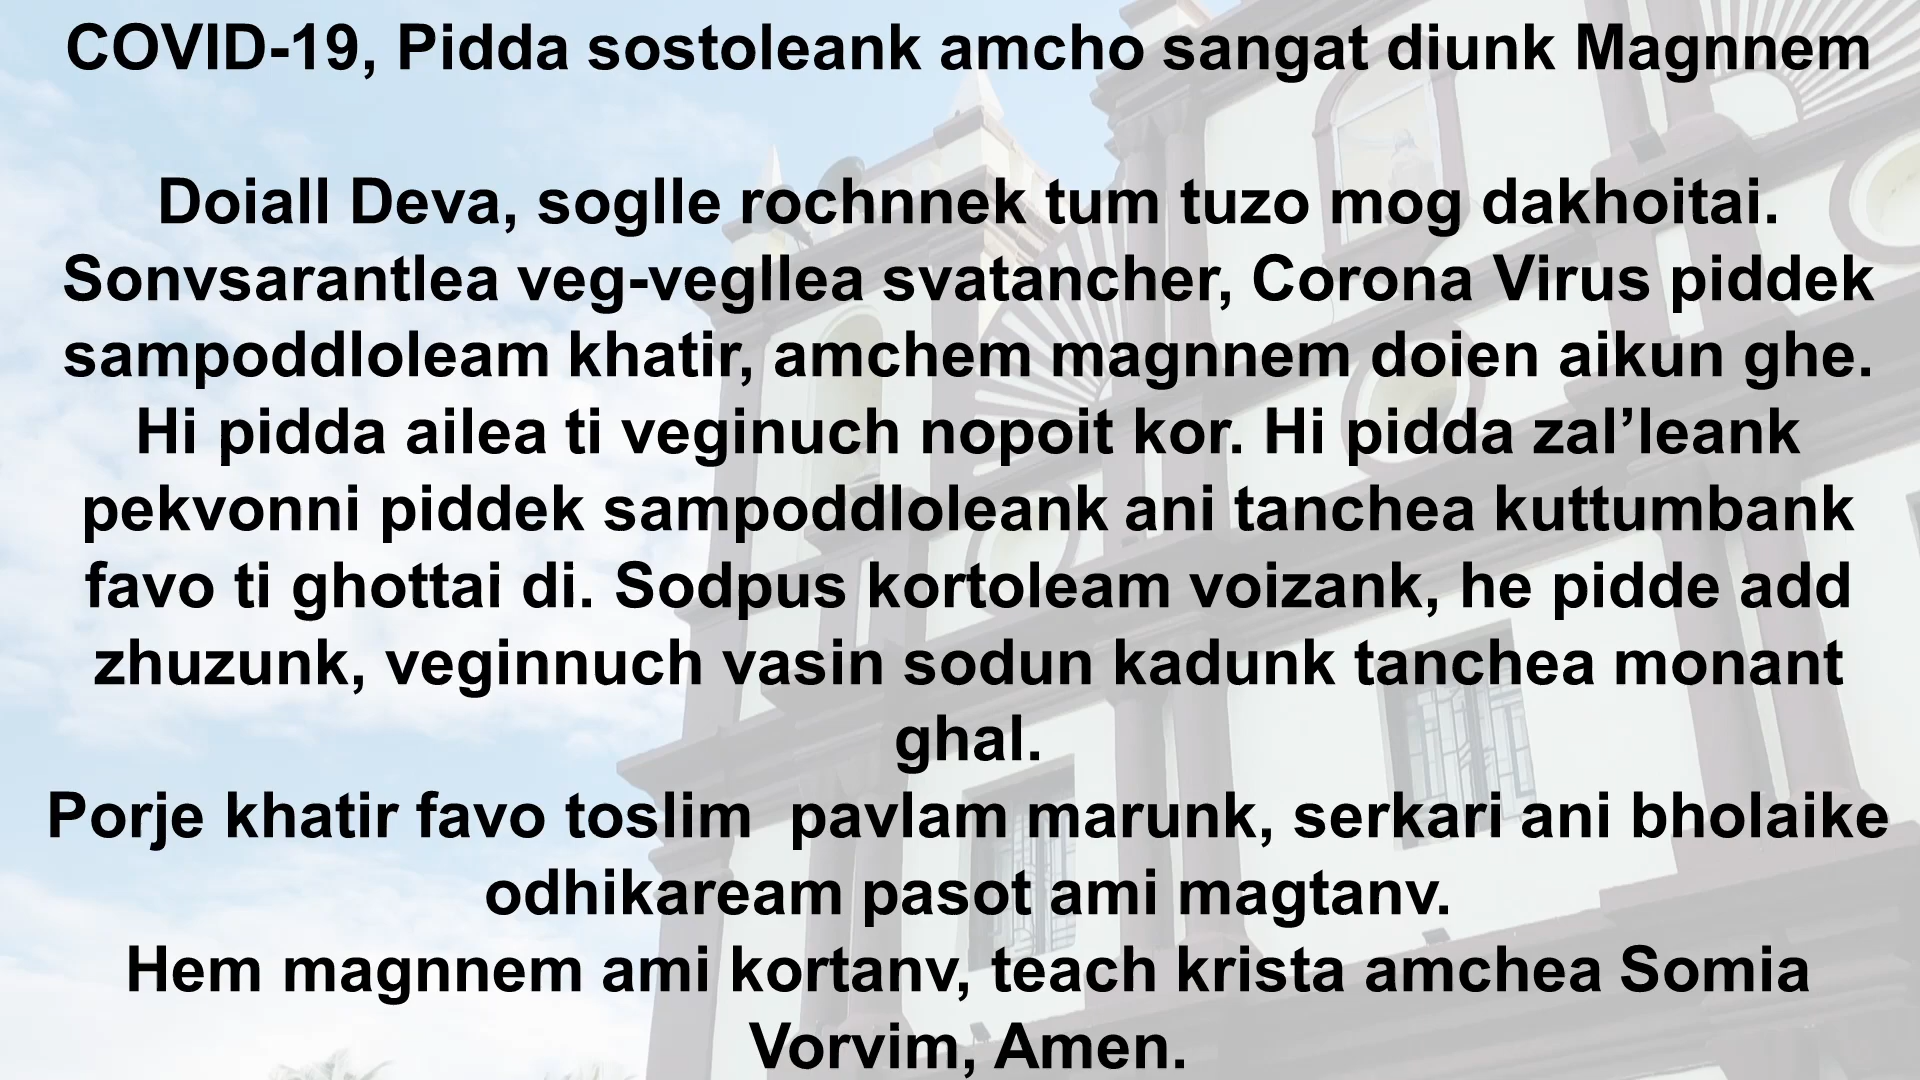 COVID-19, Pidda sostoleank amcho sangat diunk Magnnem
Doiall Deva, soglle rochnnek tum tuzo mog dakhoitai.
Sonvsarantlea veg-vegllea svatancher, Corona Virus piddek
sampoddloleam khatir, amchem magnnem doien aikun ghe.
Hi pidda ailea ti veginuch nopoit kor. Hi pidda zal’leank
pekvonni piddek sampoddloleank ani tanchea kuttumbank
favo ti ghottai di. Sodpus kortoleam voizank, he pidde add
zhuzunk, veginnuch vasin sodun kadunk tanchea monant
ghal.
Porje khatir favo toslim  pavlam marunk, serkari ani bholaike
odhikaream pasot ami magtanv.
Hem magnnem ami kortanv, teach krista amchea Somia
Vorvim, Amen.